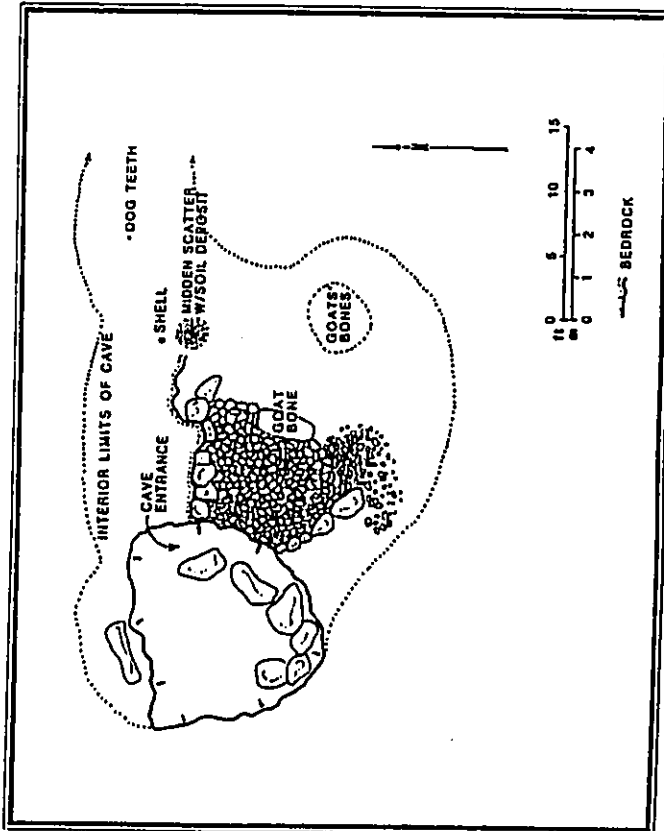 INTERIOR LIMITS OF CAVE
CAVE
ENTRANCE
• DOG TEETH
• SHELL
MIDDEN SCATTER
W/SOIL DEPOSIT
GOAT
BONE
GOATS'
BONES
N
0 5 10 15
ft
m
0 1 2 3 4
BEDROCK